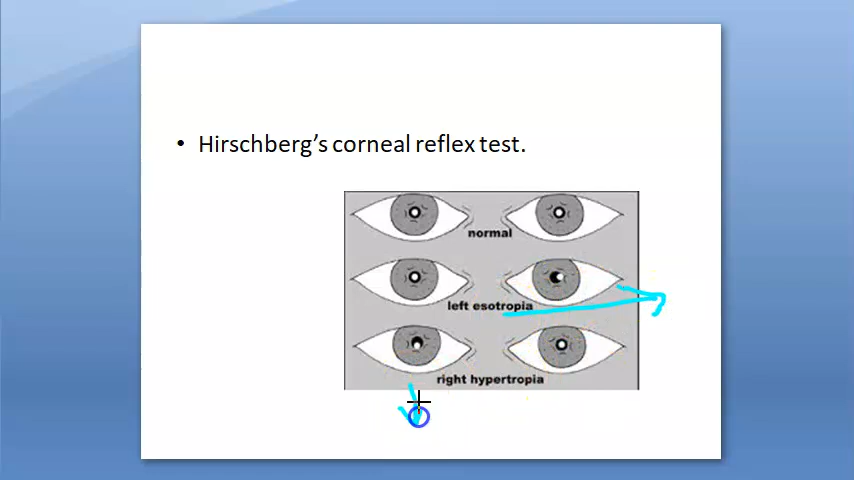 • Hirschberg's corneal reflex test.
normal
left esotropia
right hypertropia